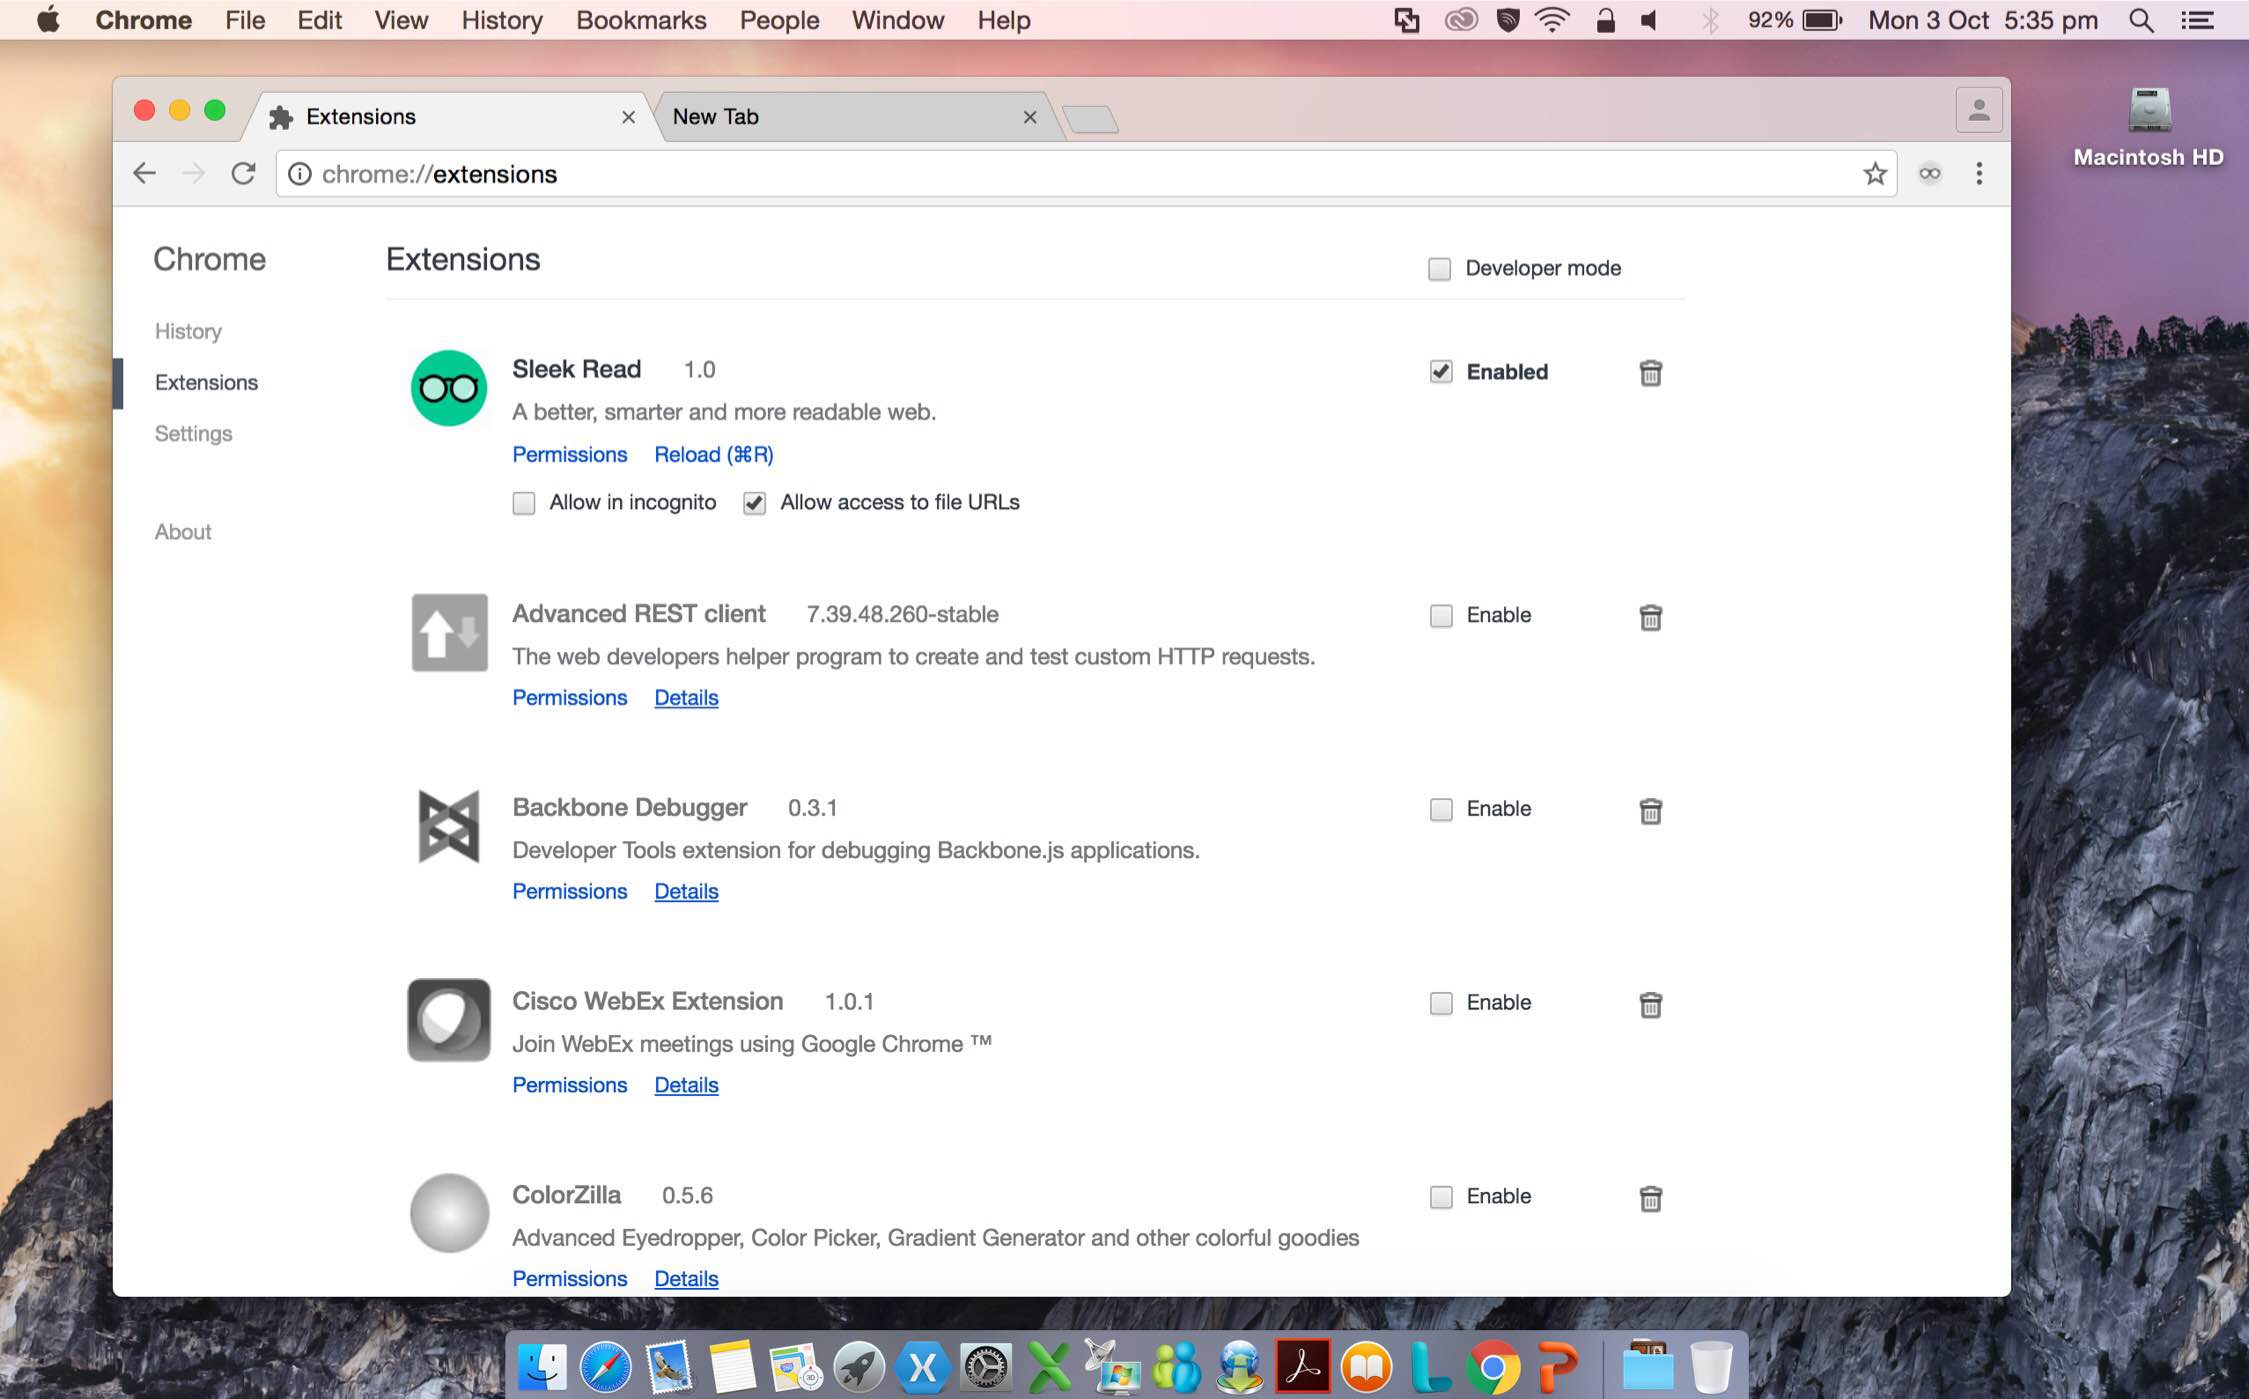 Chrome File Edit View History Bookmarks People Window Help 92% Mon 3 Oct 5:35 pm
Extensions New Tab
Macintosh HD
chrome://extensions
Chrome
History
Extensions
Settings
About
Extensions Developer mode
Sleek Read 1.0 Enabled
A better, smarter and more readable web.
Permissions Reload (⌘R)
Allow in incognito Allow access to file URLs
Advanced REST client 7.39.48.260-stable Enable
The web developers helper program to create and test custom HTTP requests.
Permissions Details
Backbone Debugger 0.3.1 Enable
Developer Tools extension for debugging Backbone.js applications.
Permissions Details
Cisco WebEx Extension 1.0.1 Enable
Join WebEx meetings using Google Chrome ™
Permissions Details
ColorZilla 0.5.6 Enable
Advanced Eyedropper, Color Picker, Gradient Generator and other colorful goodies
Permissions Details